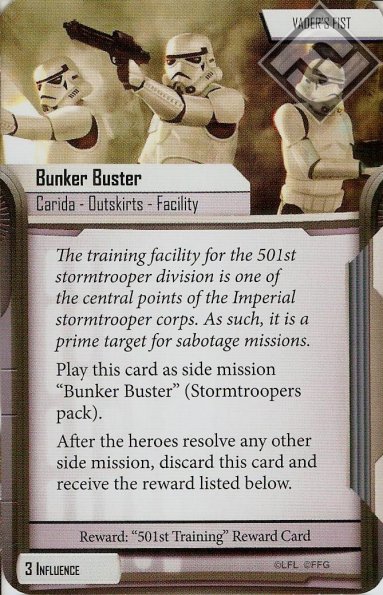 VADER'S FIST
Bunker Buster
Carida - Outskirts - Facility
The training facility for the 501st
stormtrooper division is one of
the central points of the Imperial
stormtrooper corps. As such, it is a
prime target for sabotage missions.
Play this card as side mission
“Bunker Buster” (Stormtroopers
pack).
After the heroes resolve any other
side mission, discard this card and
receive the reward listed below.
Reward: “501st Training” Reward Card
3 INFLUENCE
©LFL ©FFG